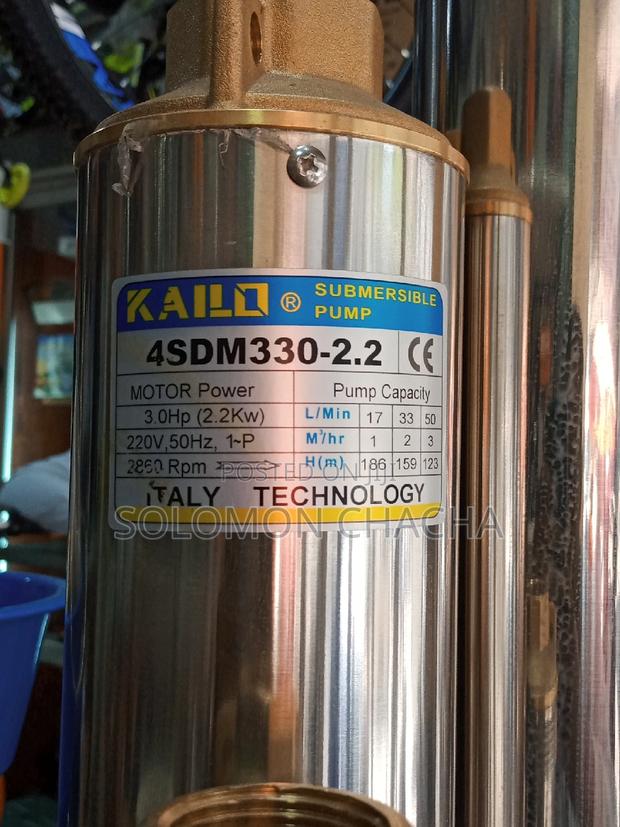 KAILO ® SUBMERSIBLE
PUMP
4SDM330-2.2 CE
MOTOR Power Pump Capacity
3.0Hp (2.2Kw) L/Min 17 33 50
220V,50Hz, 1~P M³/hr 1 2 3
2860 Rpm H(m) 186 159 123
POSTED ON JIJI
ITALY TECHNOLOGY
SOLOMON CHACHA